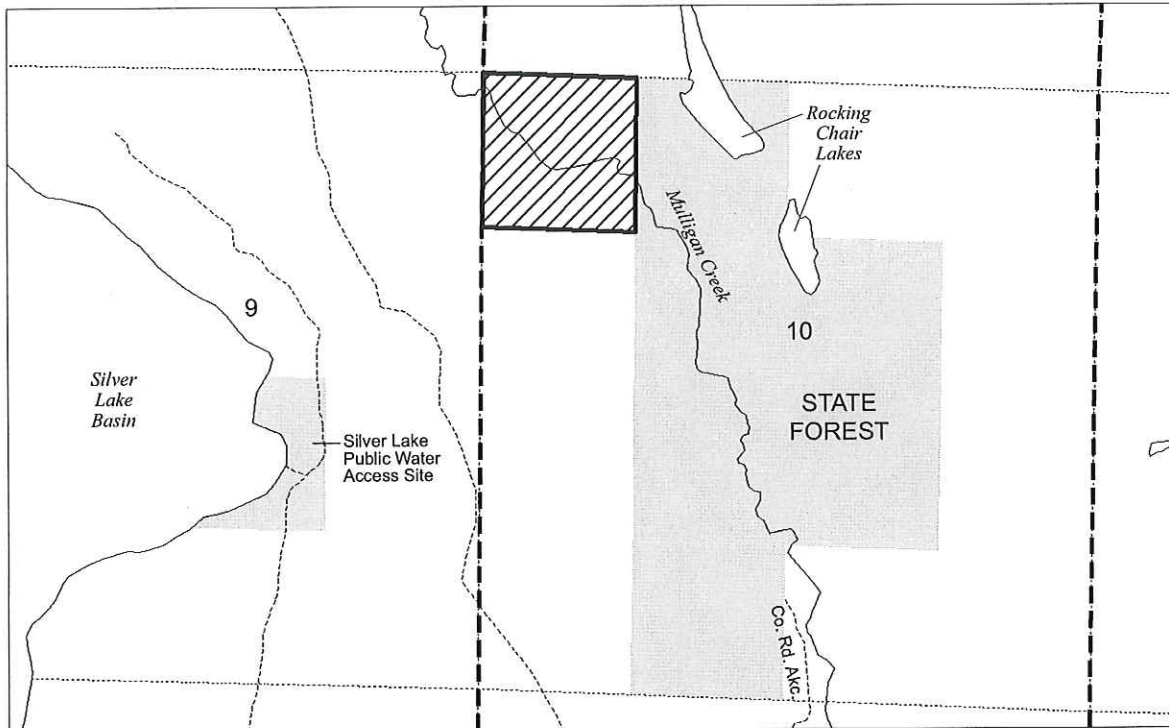 Rocking
Chair
Lakes
Mulligan Creek
9
10
Silver
Lake
Basin
STATE
FOREST
Silver Lake
Public Water
Access Site
Co. Rd. Akc.